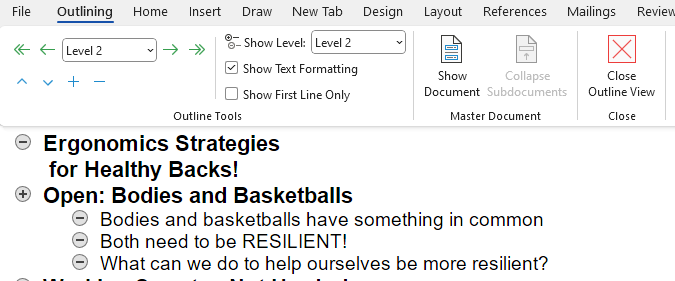 File Outlining Home Insert Draw New Tab Design Layout References Mailings Review
Level 2
Show Level: Level 2
Show Text Formatting
Show First Line Only
Outline Tools
Show Document
Collapse Subdocuments
Master Document
Close Outline View
Close
Ergonomics Strategies
for Healthy Backs!
Open: Bodies and Basketballs
Bodies and basketballs have something in common
Both need to be RESILIENT!
What can we do to help ourselves be more resilient?